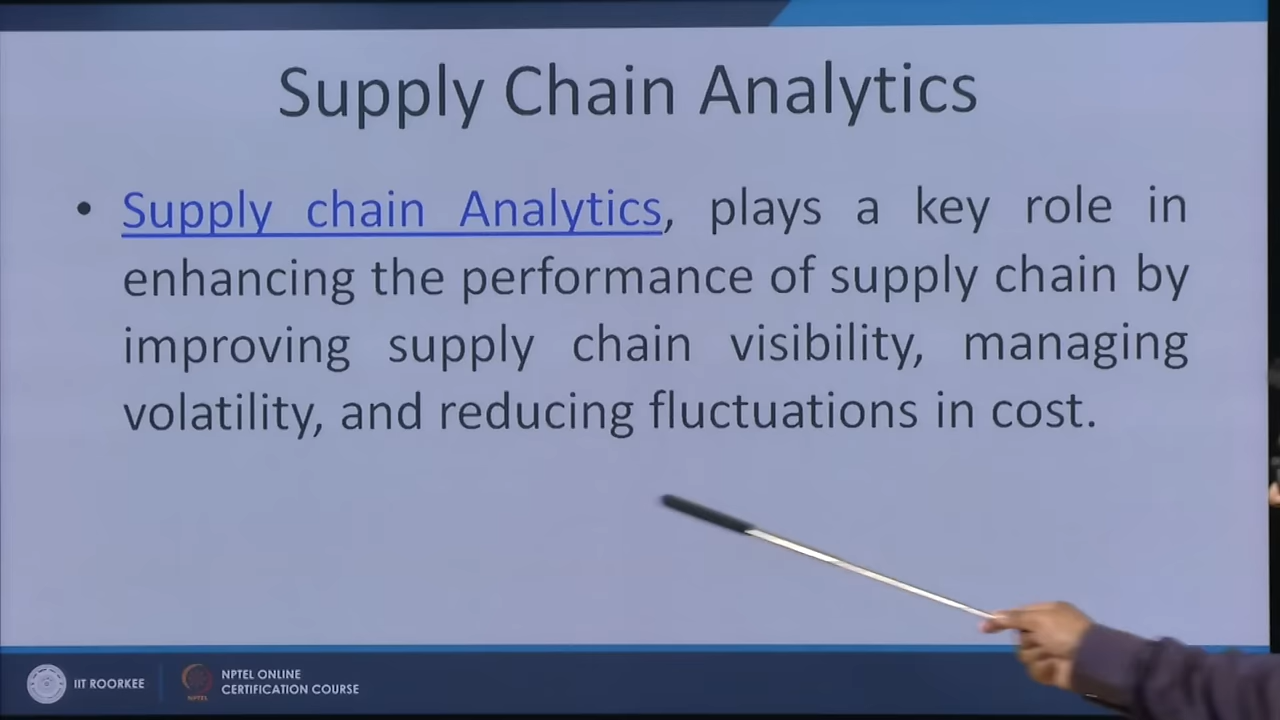 Supply Chain Analytics
• Supply chain Analytics, plays a key role in
enhancing the performance of supply chain by
improving supply chain visibility, managing
volatility, and reducing fluctuations in cost.
IIT ROORKEE
NPTEL
NPTEL ONLINE
CERTIFICATION COURSE